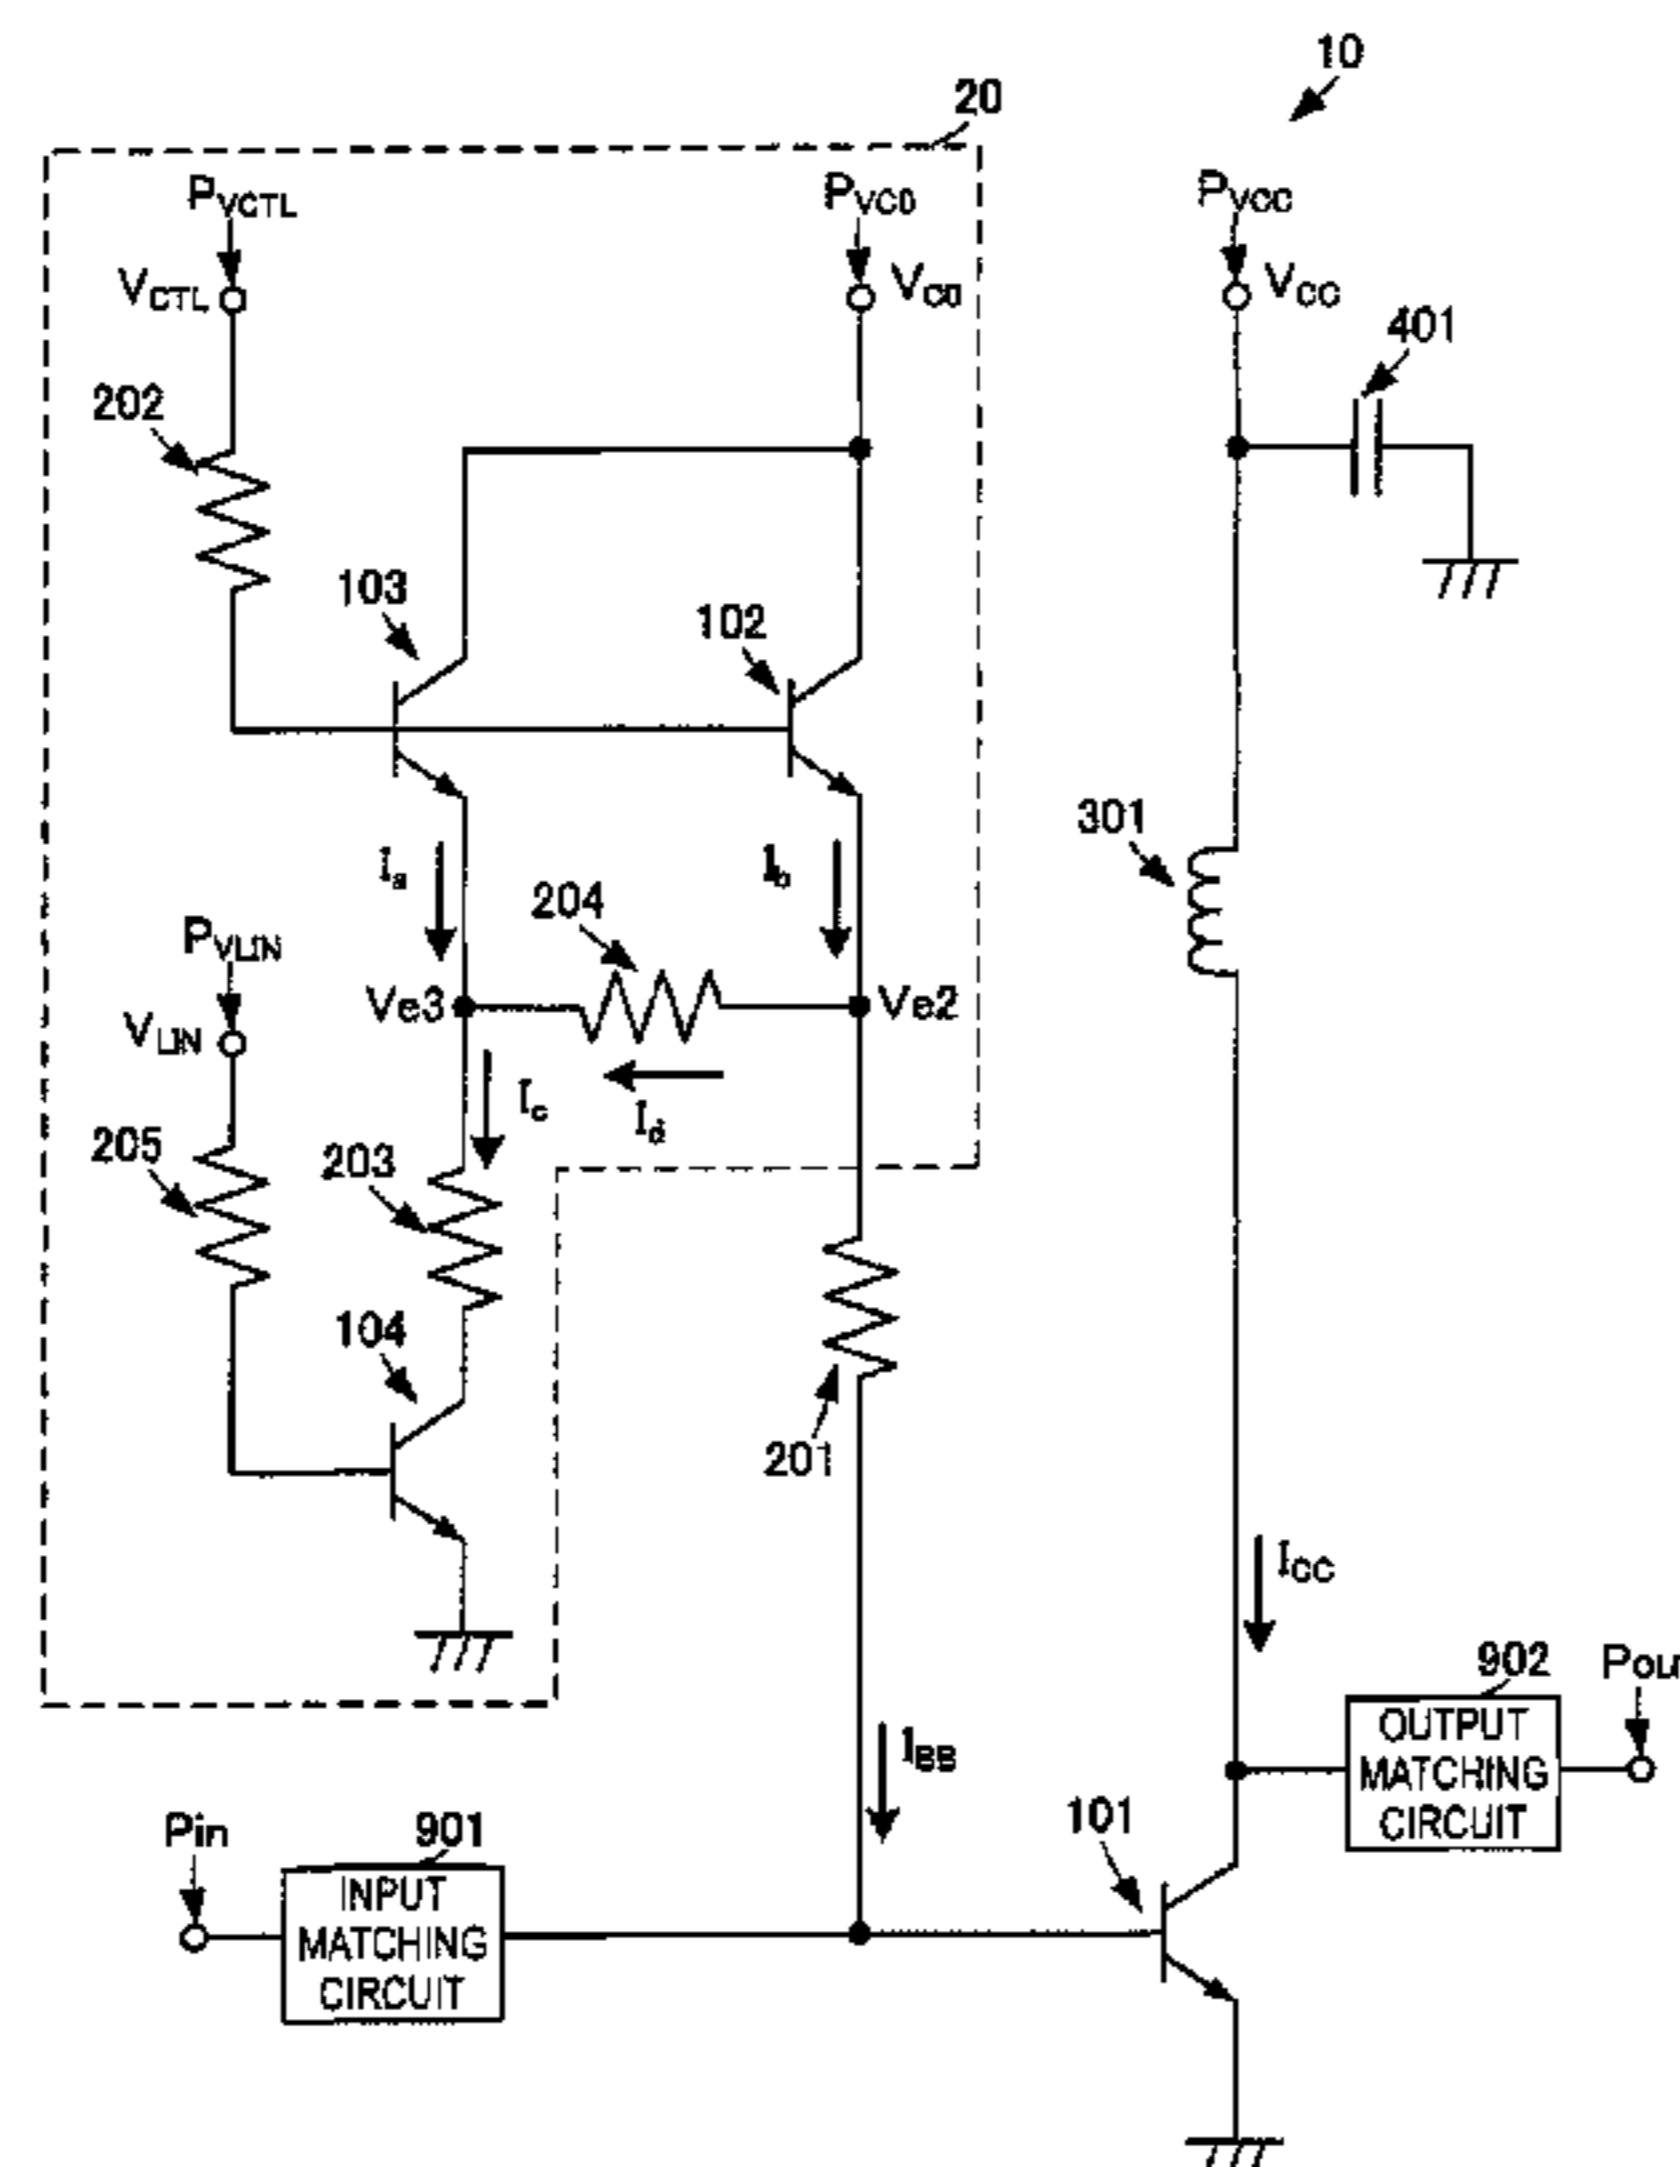 10
20
PVCTL
PVC0
PVCC
VCTL
VC0
VCC
401
202
103
102
301
Ia
Ib
204
PVLIN
Ve3
Ve2
VLIN
Ic
Id
205
203
104
201
ICC
902
Pout
OUTPUT
MATCHING
CIRCUIT
IBB
101
Pin
901
INPUT
MATCHING
CIRCUIT